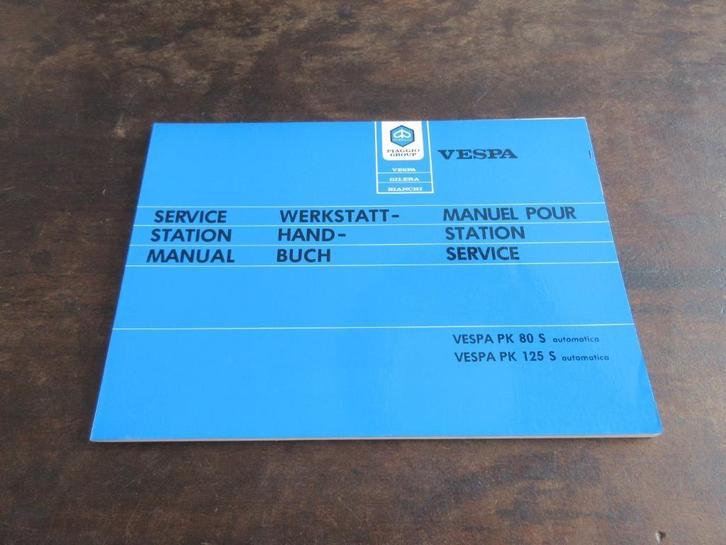 PIAGGIO
GROUP
VESPA
GILERA
BIANCHI
VESPA
SERVICE WERKSTATT- MANUEL POUR
STATION HAND- STATION
MANUAL BUCH SERVICE
VESPA PK 80 S automatica
VESPA PK 125 S automatica